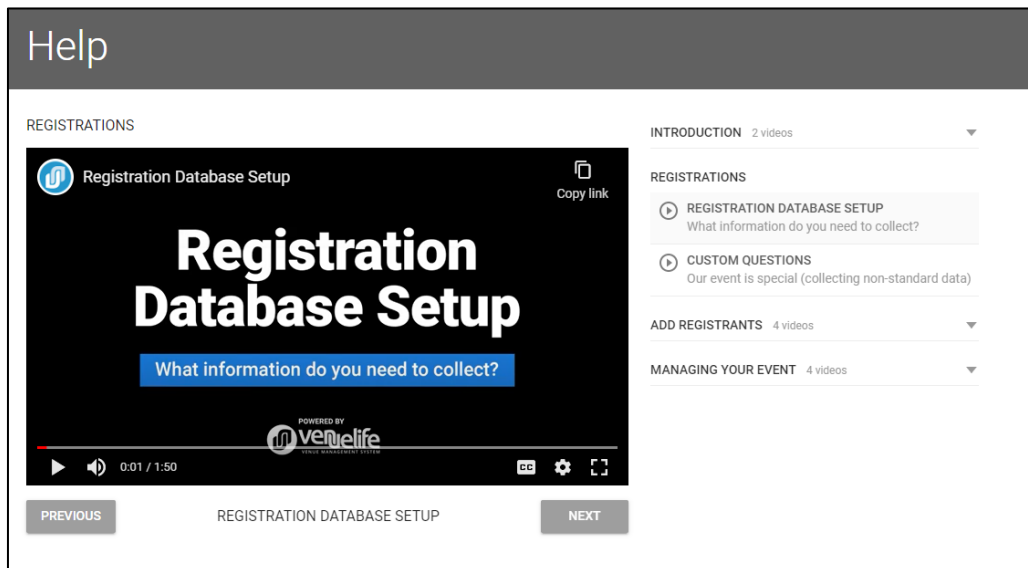 Help
REGISTRATIONS
Registration Database Setup
Copy link
Registration
Database Setup
What information do you need to collect?
POWERED BY
venuelife
VENUE MANAGEMENT SYSTEM
0:01 / 1:50
CC
PREVIOUS
REGISTRATION DATABASE SETUP
NEXT
INTRODUCTION 2 videos
REGISTRATIONS
REGISTRATION DATABASE SETUP
What information do you need to collect?
CUSTOM QUESTIONS
Our event is special (collecting non-standard data)
ADD REGISTRANTS 4 videos
MANAGING YOUR EVENT 4 videos